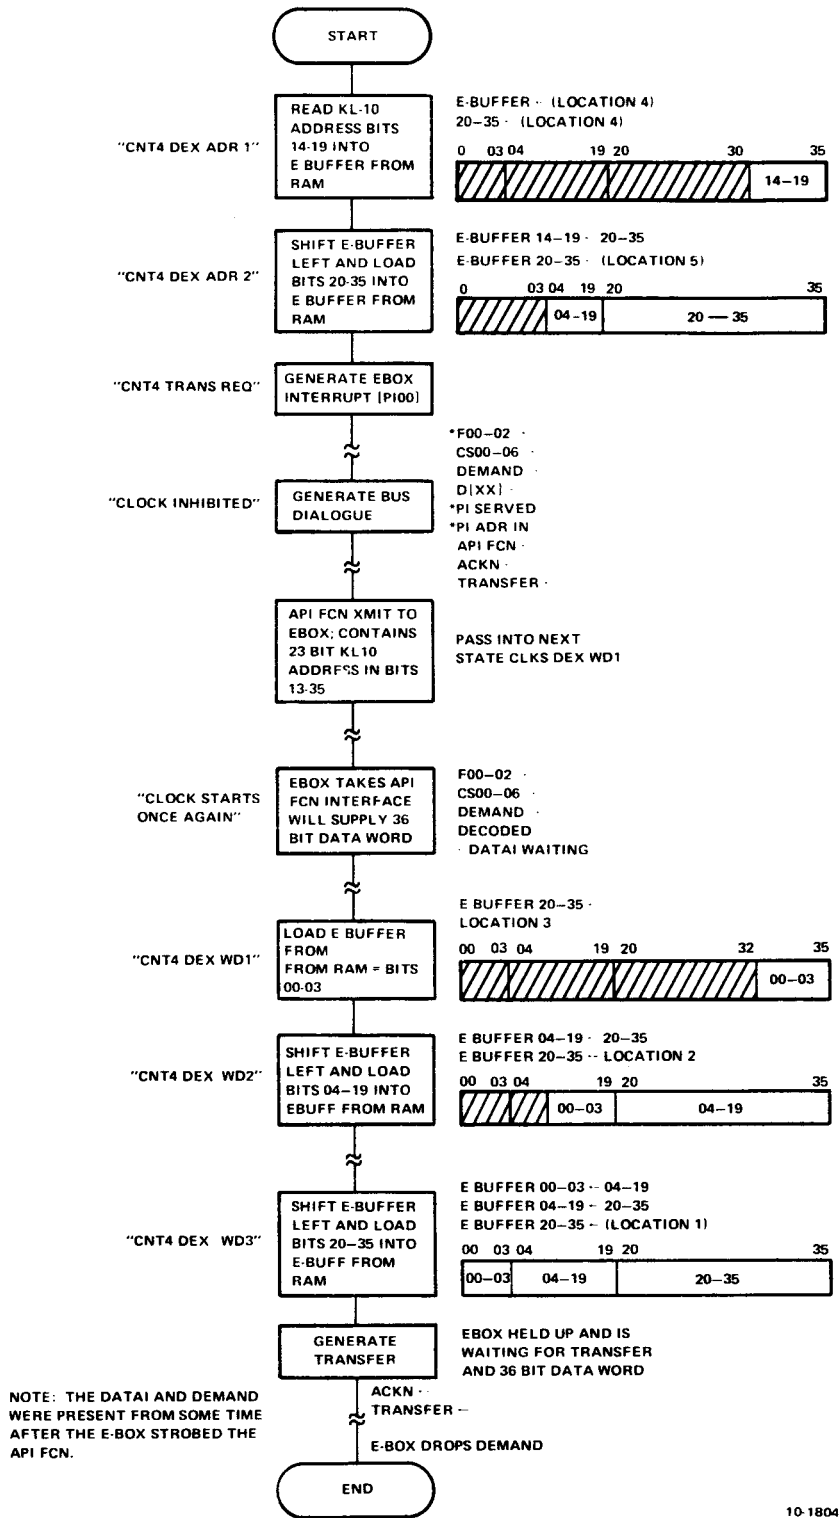 START
"CNT4 DEX ADR 1"
READ KL-10
ADDRESS BITS
14-19 INTO
E BUFFER FROM
RAM
E-BUFFER - (LOCATION 4)
20-35 - (LOCATION 4)
0 03 04 19 20 30 35
14-19
"CNT4 DEX ADR 2"
SHIFT E-BUFFER
LEFT AND LOAD
BITS 20-35 INTO
E BUFFER FROM
RAM
E-BUFFER 14-19 - 20-35
E-BUFFER 20-35 - (LOCATION 5)
0 03 04 19 20 35
04-19 20 — 35
"CNT4 TRANS REQ"
GENERATE EBOX
INTERRUPT [PI00]
"CLOCK INHIBITED"
GENERATE BUS
DIALOGUE
*F00-02 -
CS00-06 -
DEMAND -
D[XX] -
*PI SERVED
*PI ADR IN
API FCN -
ACKN -
TRANSFER -
API FCN XMIT TO
EBOX; CONTAINS
23 BIT KL10
ADDRESS IN BITS
13-35
PASS INTO NEXT
STATE CLKS DEX WD1
"CLOCK STARTS
ONCE AGAIN"
EBOX TAKES API
FCN INTERFACE
WILL SUPPLY 36
BIT DATA WORD
F00-02 -
CS00-06 -
DEMAND -
DECODED
- DATAI WAITING
"CNT4 DEX WD1"
LOAD E BUFFER
FROM
FROM RAM = BITS
00-03
E BUFFER 20-35 -
LOCATION 3
00 03 04 19 20 32 35
00-03
"CNT4 DEX WD2"
SHIFT E-BUFFER
LEFT AND LOAD
BITS 04-19 INTO
EBUFF FROM RAM
E BUFFER 04-19 - 20-35
E BUFFER 20-35 -- LOCATION 2
00 03 04 19 20 35
00-03 04-19
"CNT4 DEX WD3"
SHIFT E-BUFFER
LEFT AND LOAD
BITS 20-35 INTO
E-BUFF FROM
RAM
E BUFFER 00-03 -- 04-19
E BUFFER 04-19 - 20-35
E BUFFER 20-35 - (LOCATION 1)
00 03 04 19 20 35
00-03 04-19 20-35
GENERATE
TRANSFER
EBOX HELD UP AND IS
WAITING FOR TRANSFER
AND 36 BIT DATA WORD
NOTE: THE DATAI AND DEMAND
WERE PRESENT FROM SOME TIME
AFTER THE E-BOX STROBED THE
API FCN.
ACKN --
TRANSFER -
E-BOX DROPS DEMAND
END
10-1804